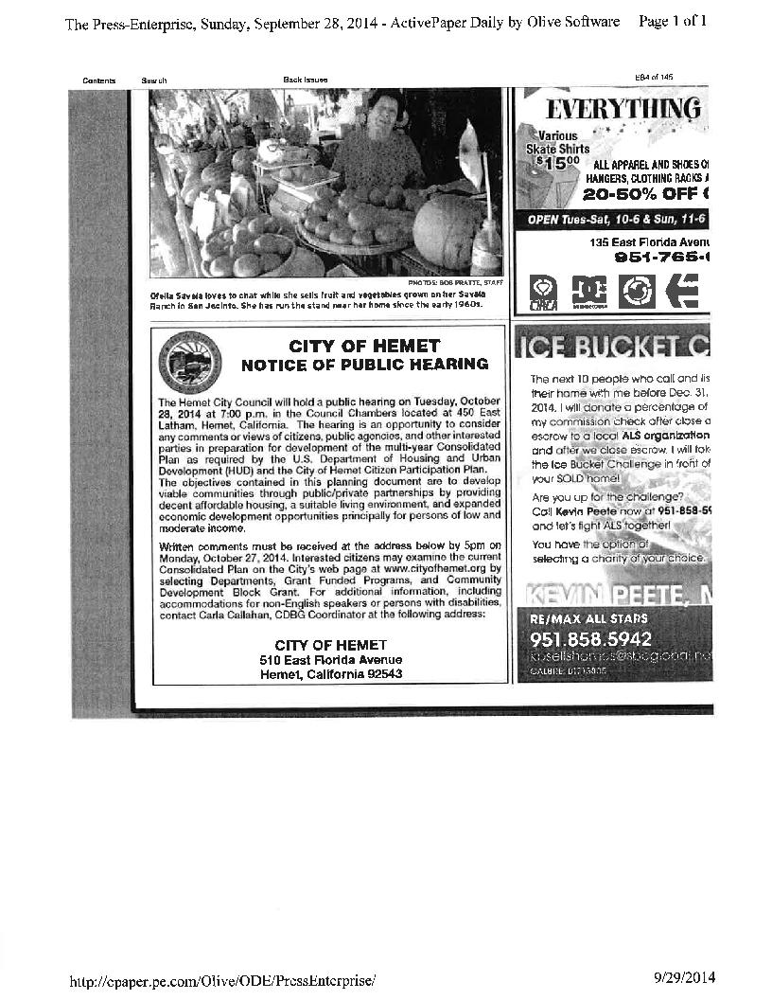 The Press-Enterprise, Sunday, September 28, 2014 - ActivePaper Daily by Olive Software Page 1 of 1
Contents Search Back Issues E84 of 145
PHOTOS: BOB PRATTE, STAFF
Ofelia Savala loves to chat while she sells fruit and vegetables grown on her Savala
Ranch in San Jacinto. She has run the stand near her home since the early 1960s.
CITY OF HEMET
NOTICE OF PUBLIC HEARING
The Hemet City Council will hold a public hearing on Tuesday, October
28, 2014 at 7:00 p.m. in the Council Chambers located at 450 East
Latham, Hemet, California. The hearing is an opportunity to consider
any comments or views of citizens, public agencies, and other interested
parties in preparation for development of the multi-year Consolidated
Plan as required by the U.S. Department of Housing and Urban
Development (HUD) and the City of Hemet Citizen Participation Plan.
The objectives contained in this planning document are to develop
viable communities through public/private partnerships by providing
decent affordable housing, a suitable living environment, and expanded
economic development opportunities principally for persons of low and
moderate income.
Written comments must be received at the address below by 5pm on
Monday, October 27, 2014. Interested citizens may examine the current
Consolidated Plan on the City's web page at www.cityofhemet.org by
selecting Departments, Grant Funded Programs, and Community
Development Block Grant. For additional information, including
accommodations for non-English speakers or persons with disabilities,
contact Carla Callahan, CDBG Coordinator at the following address:
CITY OF HEMET
510 East Florida Avenue
Hemet, California 92543
EVERYTHING
Various
Skate Shirts
$1500
ALL APPAREL AND SHOES O
HANGERS, CLOTHING RACKS
20-50% OFF
OPEN Tues-Sat, 10-6 & Sun, 11-6
135 East Florida Aven
951-765-
CIRCA
ICE BUCKET C
The next 10 people who call and lis
their home with me before Dec. 31,
2014, I will donate a percentage of
my commission check after close o
escrow to a local ALS organization
and after we close escrow, I will tak
the Ice Bucket Challenge in front of
your SOLD home!
Are you up for the challenge?
Call Kevin Peete now at 951-858-59
and let's fight ALS together!
You have the option of
selecting a charity of your choice.
KEVIN PEETE,
RE/MAX ALL STARS
951.858.5942
http://epaper.pe.com/Olive/ODE/PressEnterprise/ 9/29/2014